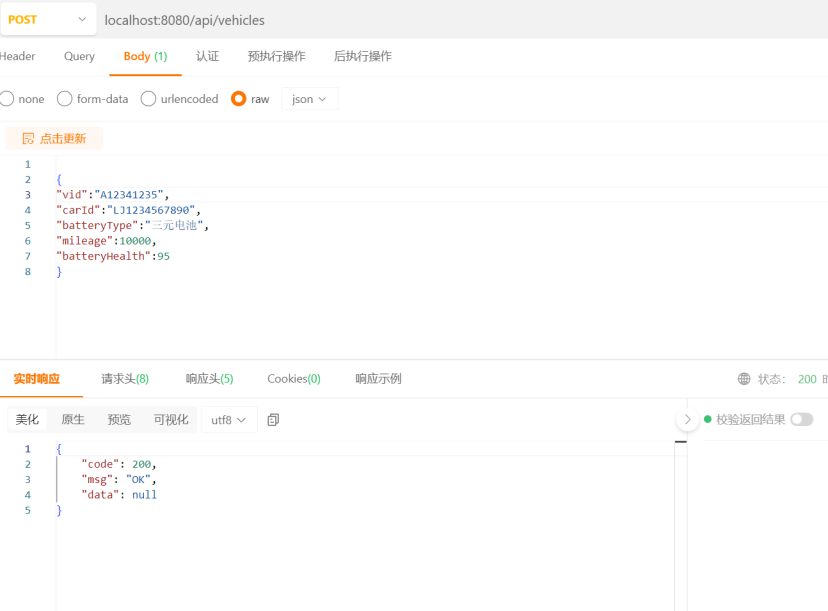 POST localhost:8080/api/vehicles
Header Query Body (1) 认证 预执行操作 后执行操作
none form-data urlencoded raw json
点击更新
1
2 {
3 "vid":"A12341235",
4 "carId":"LJ1234567890",
5 "batteryType":"三元电池",
6 "mileage":10000,
7 "batteryHealth":95
8 }
实时响应 请求头(8) 响应头(5) Cookies(0) 响应示例 状态: 200
美化 原生 预览 可视化 utf8 校验返回结果
1 {
2 "code": 200,
3 "msg": "OK",
4 "data": null
5 }